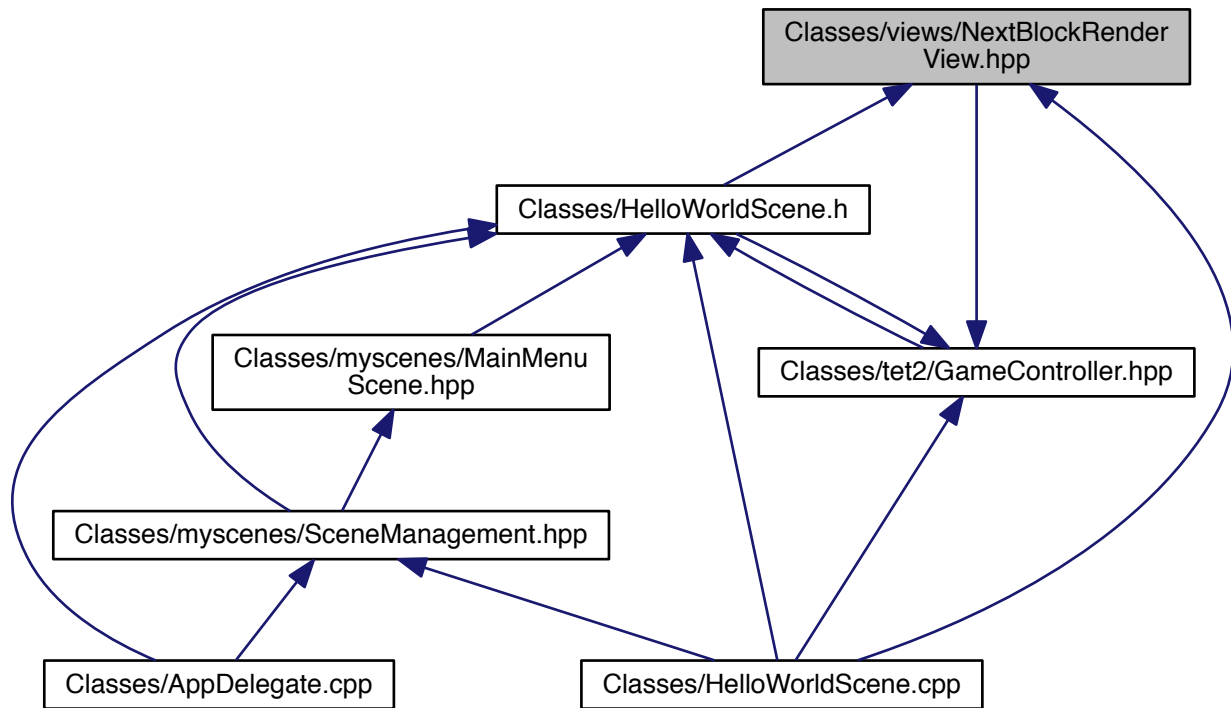 Classes/views/NextBlockRender
View.hpp
Classes/HelloWorldScene.h
Classes/myscenes/MainMenu
Scene.hpp
Classes/tet2/GameController.hpp
Classes/myscenes/SceneManagement.hpp
Classes/AppDelegate.cpp
Classes/HelloWorldScene.cpp